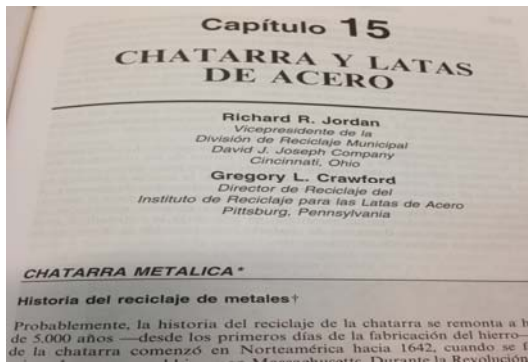 Capítulo 15
CHATARRA Y LATAS
DE ACERO
Richard R. Jordan
Vicepresidente de la
División de Reciclaje Municipal
David J. Joseph Company
Cincinnati, Ohio
Gregory L. Crawford
Director de Reciclaje del
Instituto de Reciclaje para las Latas de Acero
Pittsburg, Pennsylvania
CHATARRA METALICA*
Historia del reciclaje de metales†
Probablemente, la historia del reciclaje de la chatarra se remonta a
de 5.000 años —desde los primeros días de la fabricación del hierro—
de la chatarra comenzó en Norteamérica hacia 1642, cuando se
en Massachusetts. Durante la